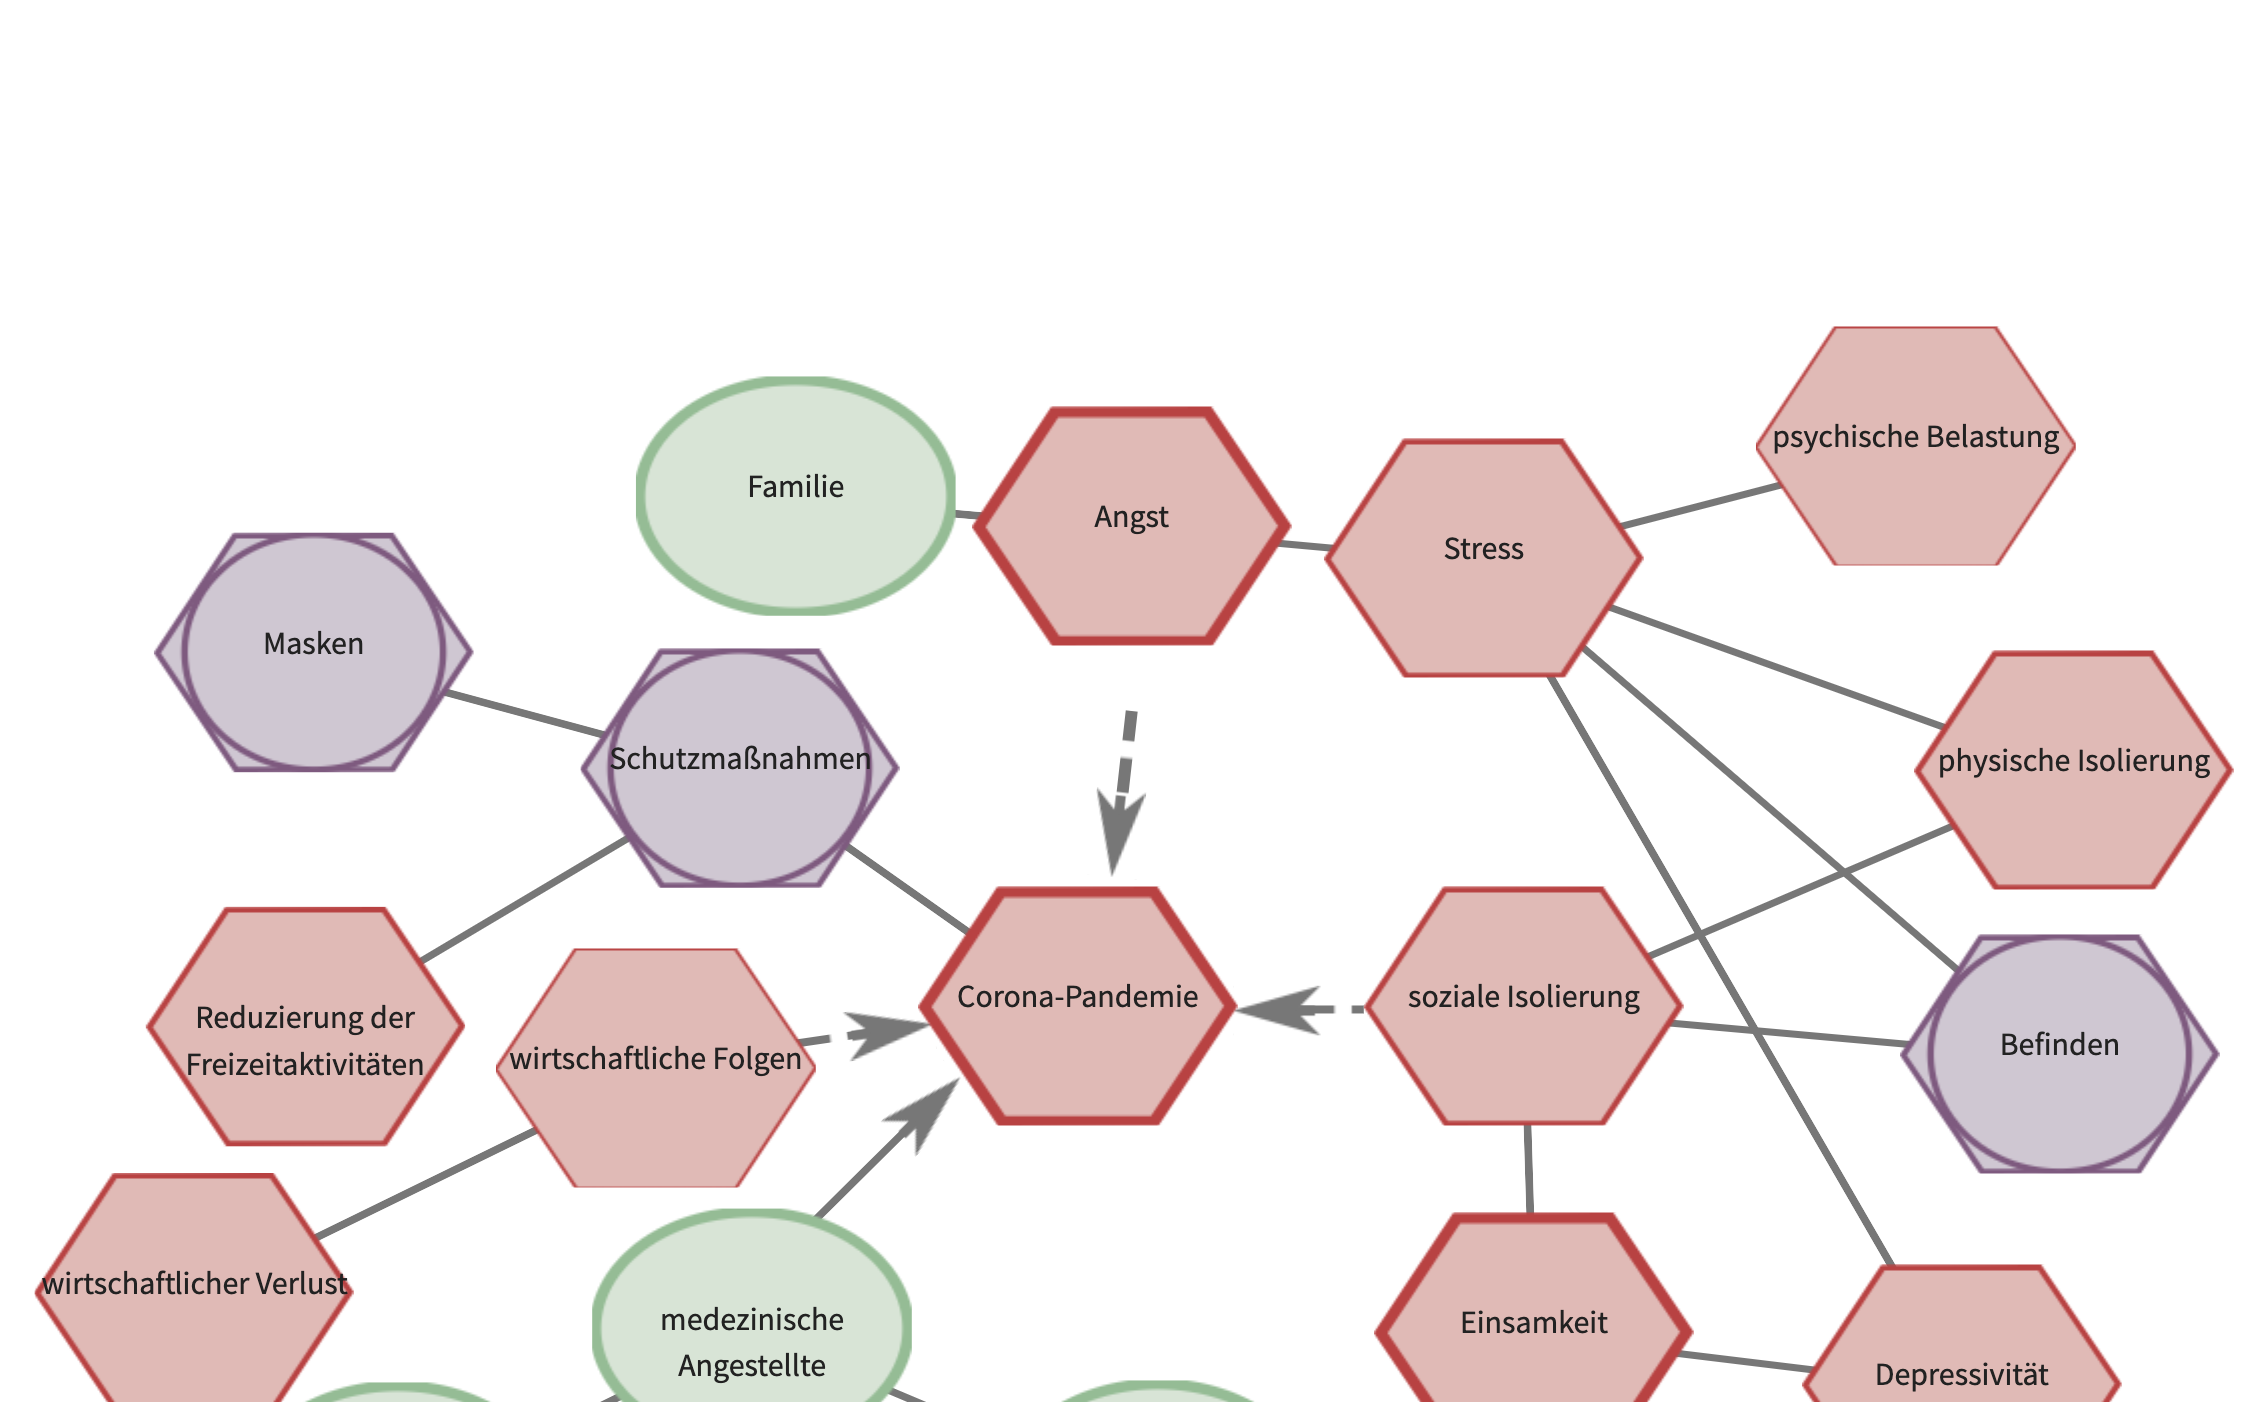 psychische Belastung
Familie
Angst
Stress
Masken
Schutzmaßnahmen
physische Isolierung
Corona-Pandemie
soziale Isolierung
Reduzierung der
Freizeitaktivitäten
wirtschaftliche Folgen
Befinden
wirtschaftlicher Verlust
medezinische
Angestellte
Einsamkeit
Depressivität